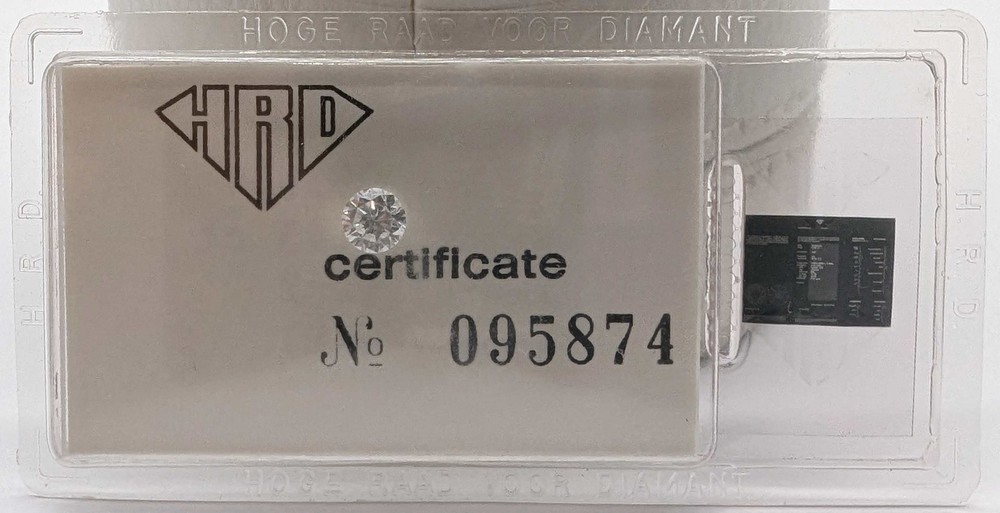 HOGE RAAD VOOR DIAMANT
HRD
certificate
№ 095874
H.R.D.
H R D
HOGE RAAD VOOR DIAMANT